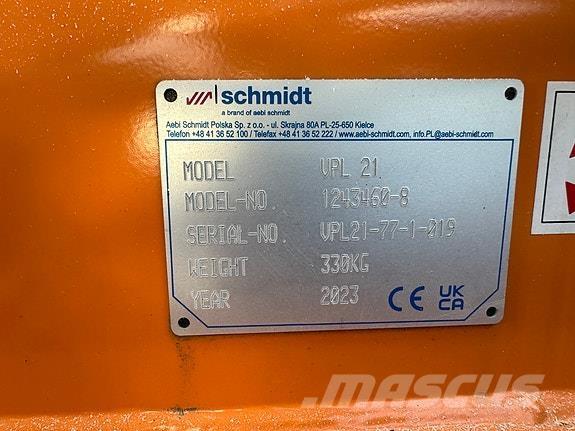 schmidt
a brand of aebi schmidt
Aebi Schmidt Polska Sp. z o.o. - ul. Skrajna 80A PL-25-650 Kielce
Telefon +48 41 36 52 100 / Telefax +48 41 36 52 222 / www.aebi-schmidt.com, info.PL@aebi-schmidt.com
MODEL VPL 21
MODEL-NO. 1243460-8
SERIAL-NO. VPL21-77-1-019
WEIGHT 330KG
YEAR 2023
CE UK
CA
MASCUS